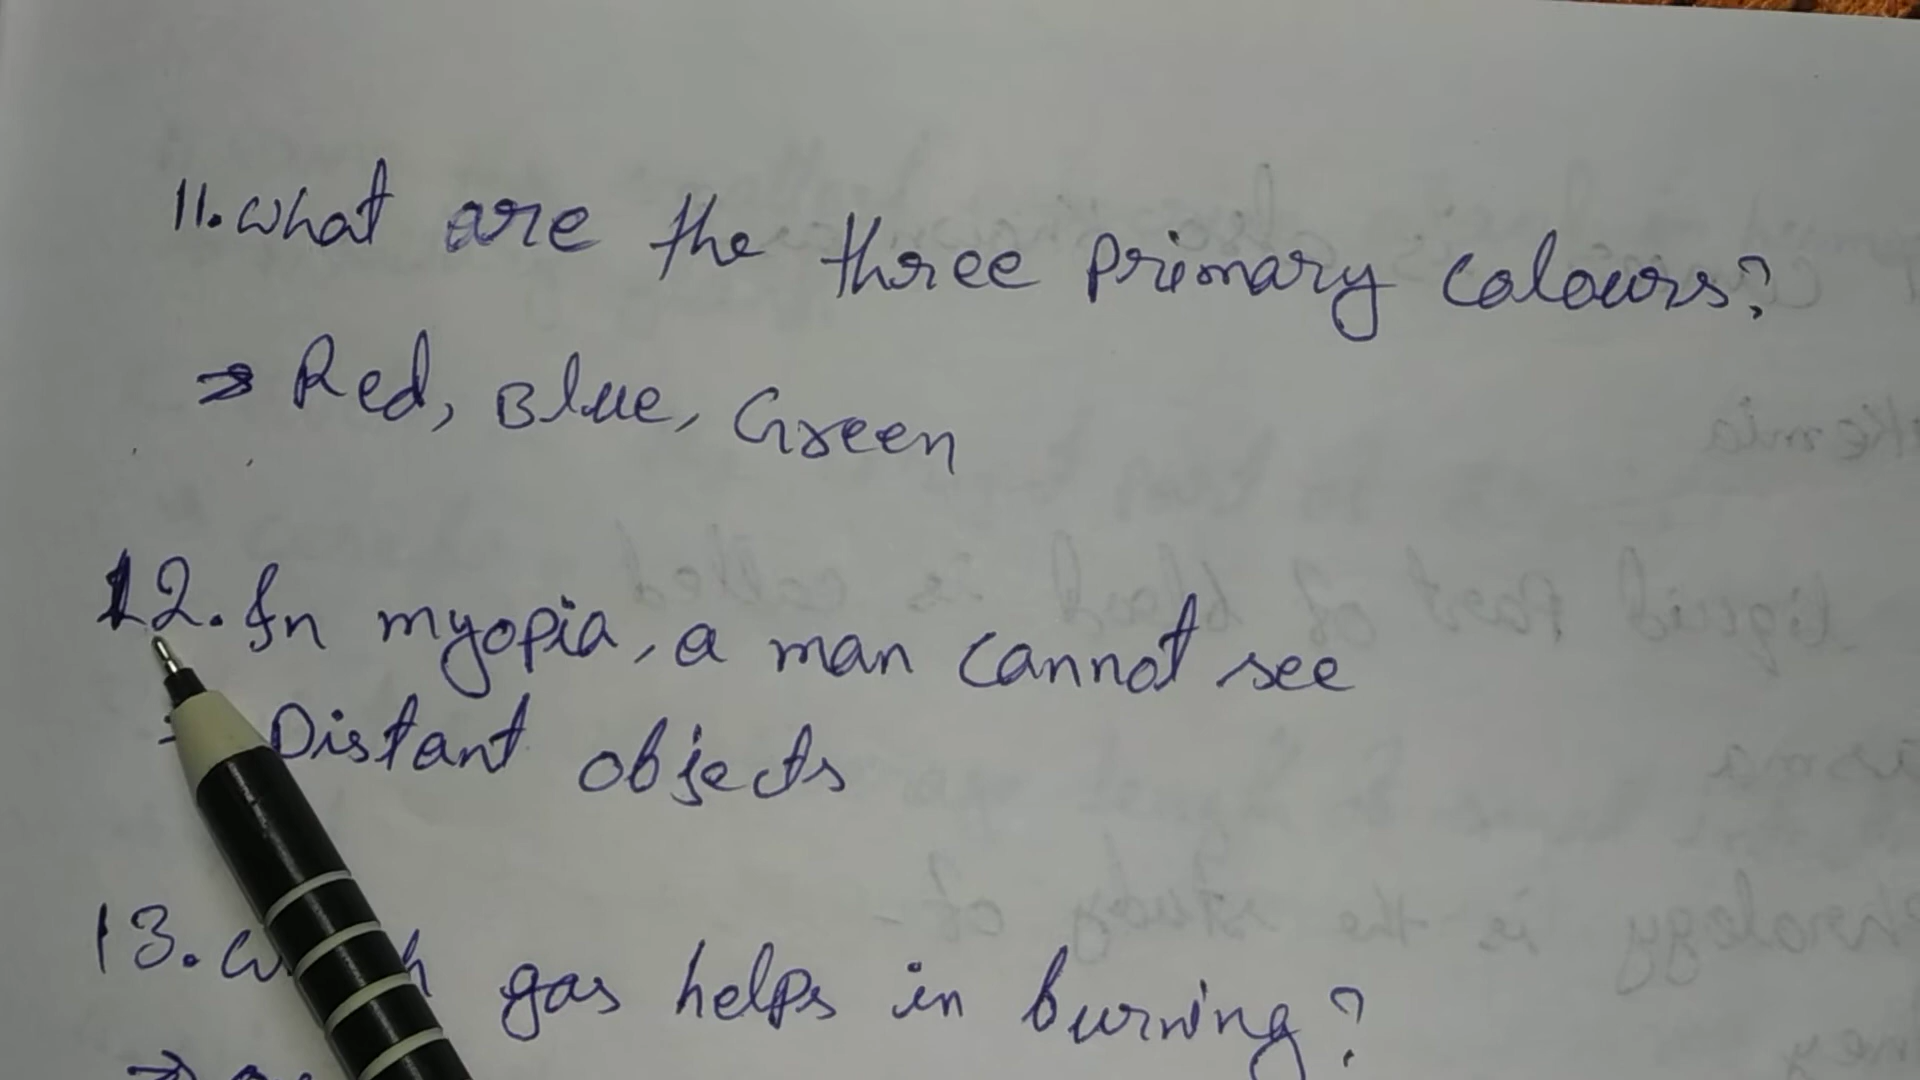 11. What are the three primary colours?
⇒ Red, Blue, Green
12. In myopia, a man cannot see
Distant objects
13. gas helps in burning?